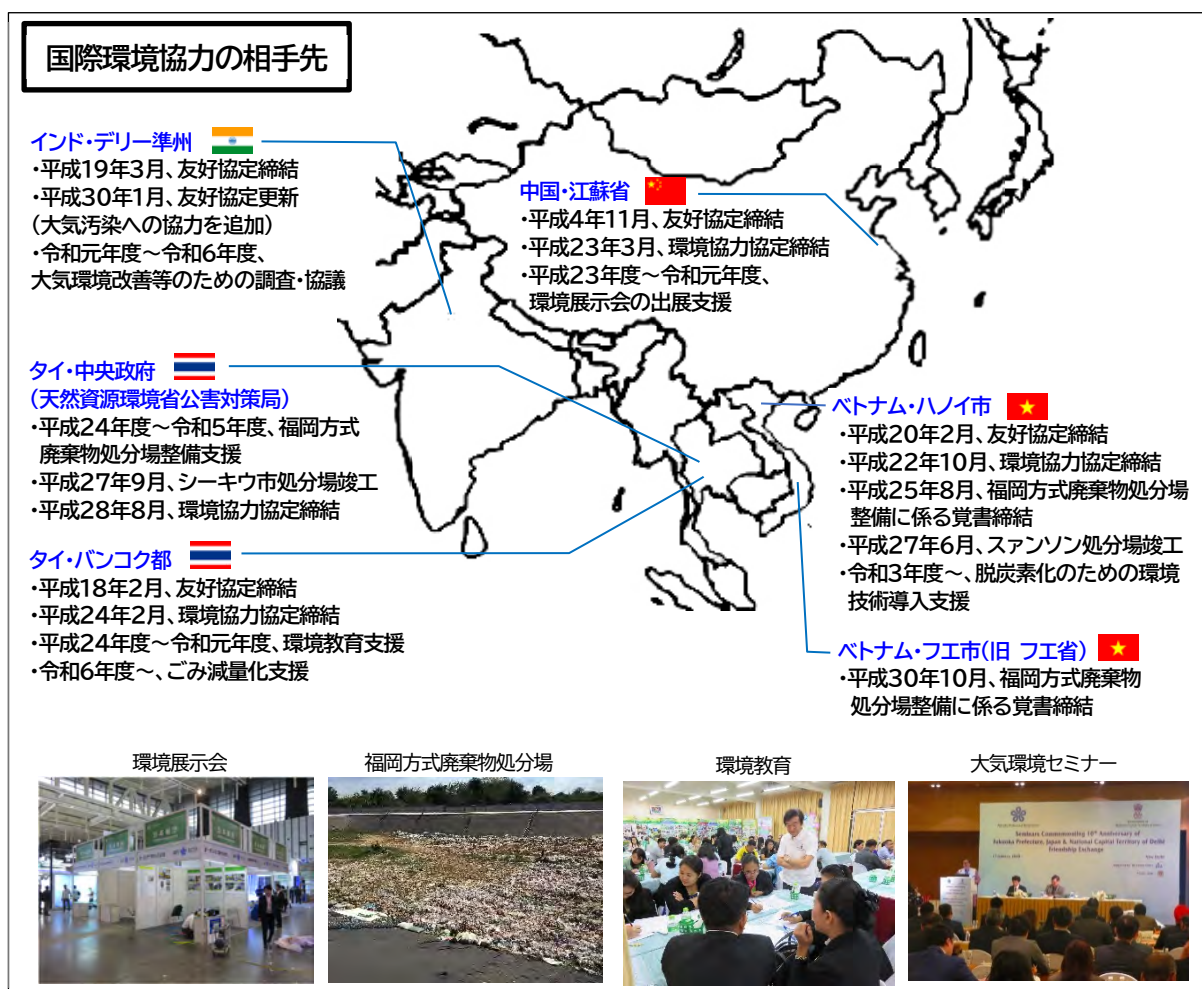 国際環境協力の相手先
インド・デリー準州
・平成19年3月、友好協定締結
・平成30年1月、友好協定更新
(大気汚染への協力を追加)
・令和元年度～令和6年度、
大気環境改善等のための調査・協議
中国・江蘇省
・平成4年11月、友好協定締結
・平成23年3月、環境協力協定締結
・平成23年度～令和元年度、
環境展示会の出展支援
タイ・中央政府
(天然資源環境省公害対策局)
・平成24年度～令和5年度、福岡方式
廃棄物処分場整備支援
・平成27年9月、シーキウ市処分場竣工
・平成28年8月、環境協力協定締結
タイ・バンコク都
・平成18年2月、友好協定締結
・平成24年2月、環境協力協定締結
・平成24年度～令和元年度、環境教育支援
・令和6年度～、ごみ減量化支援
ベトナム・ハノイ市
・平成20年2月、友好協定締結
・平成22年10月、環境協力協定締結
・平成25年8月、福岡方式廃棄物処分場
整備に係る覚書締結
・平成27年6月、スァンソン処分場竣工
・令和3年度～、脱炭素化のための環境
技術導入支援
ベトナム・フエ市(旧 フエ省)
・平成30年10月、福岡方式廃棄物
処分場整備に係る覚書締結
環境展示会
福岡方式廃棄物処分場
環境教育
大気環境セミナー
Seminars Commemorating 10th Anniversary of
Fukuoka Prefecture, Japan & National Capital Territory of Delhi
Friendship Exchange